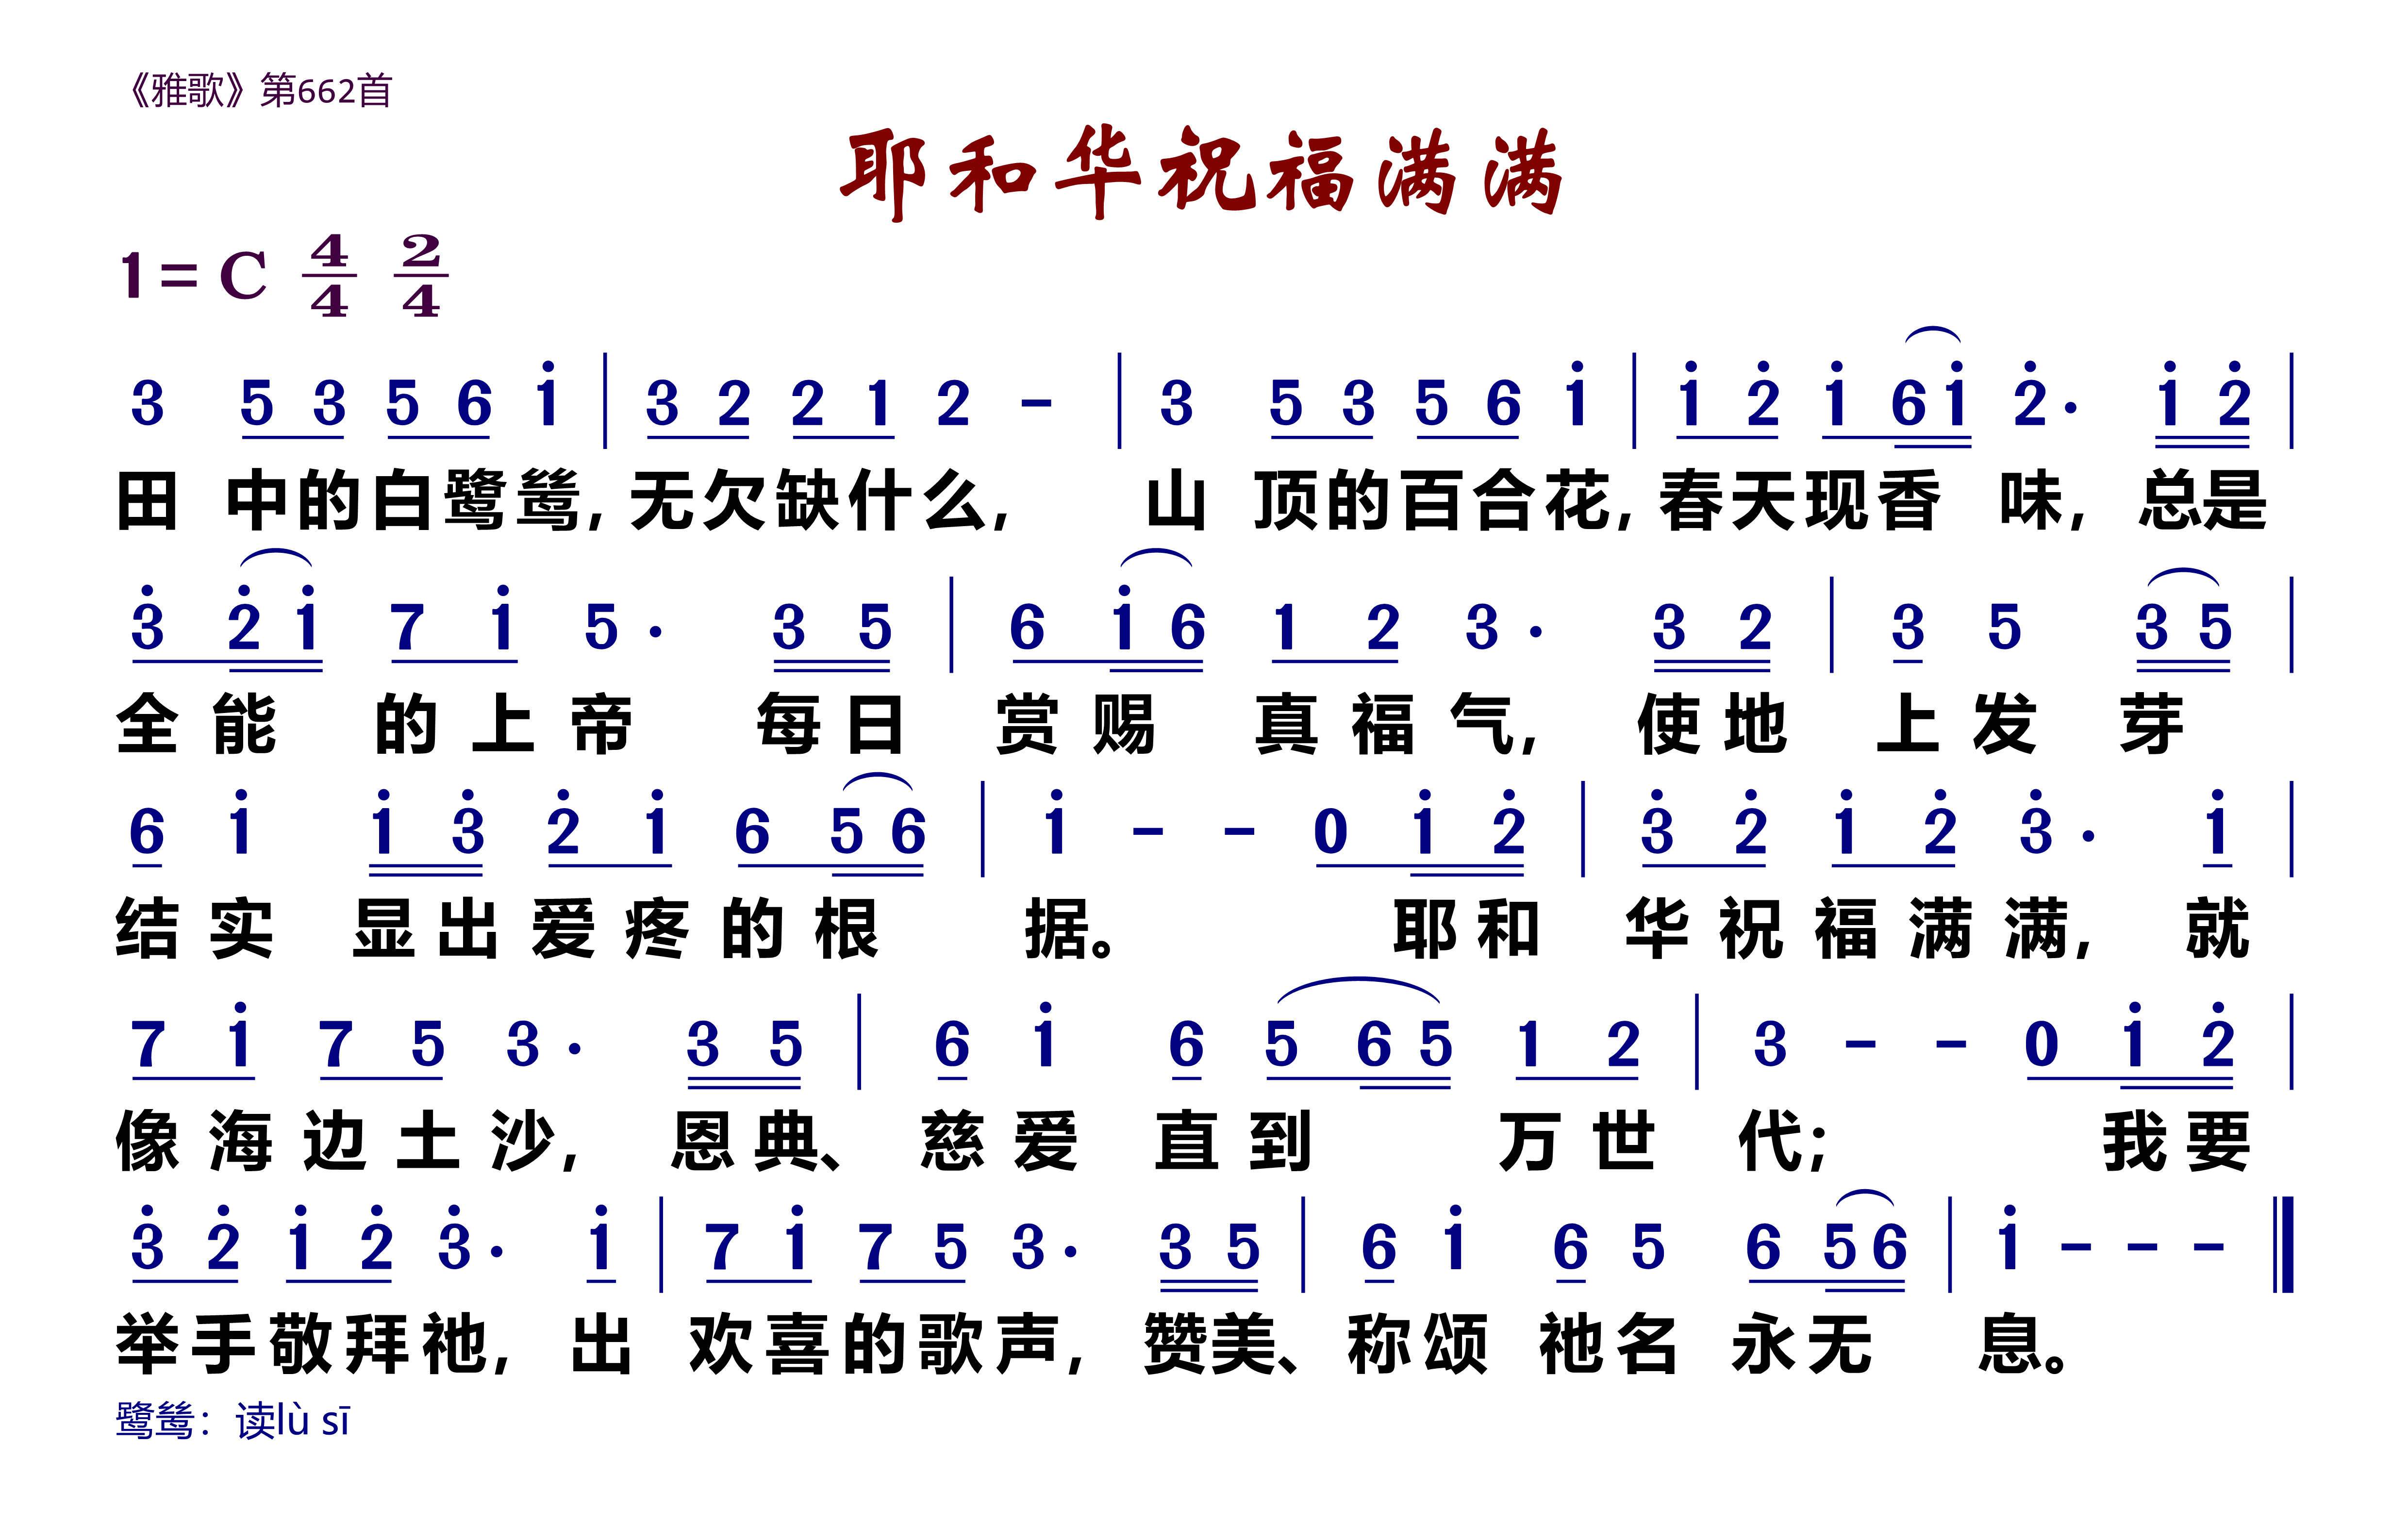 《雅歌》第662首
耶和华祝福满满
1=C 4/4 2/4
3 5 3 5 6 i̇ | 3 2 2 1 2 - | 3 5 3 5 6 i̇ | i̇ 2̇ i̇ 6 i̇ 2̇· i̇ 2̇ |
田 中的白鹭鸶, 无欠缺什么, 山 顶的百合花, 春天现香 味, 总是
3̇ 2̇ i̇ 7 i̇ 5· 3 5 | 6 i̇ 6 1 2 3· 3 2 | 3 5 3 5 |
全能 的上帝 每日 赏赐 真福气, 使地 上发 芽
6 i̇ i̇ 3̇ 2̇ i̇ 6 5 6 | i̇ - - 0 i̇ 2̇ | 3̇ 2̇ i̇ 2̇ 3̇· i̇ |
结实 显出爱疼的根 据。 耶和 华祝福满满, 就
7 i̇ 7 5 3· 3 5 | 6 i̇ 6 5 6 5 1 2 | 3 - - 0 i̇ 2̇ |
像海边土沙, 恩典、 慈爱 直到 万世 代; 我要
3̇ 2̇ i̇ 2̇ 3̇· i̇ | 7 i̇ 7 5 3· 3 5 | 6 i̇ 6 5 6 5 6 | i̇ - - - ‖
举手敬拜祂, 出 欢喜的歌声, 赞美、 称颂 祂名 永无 息。
鹭鸶：读lù sī